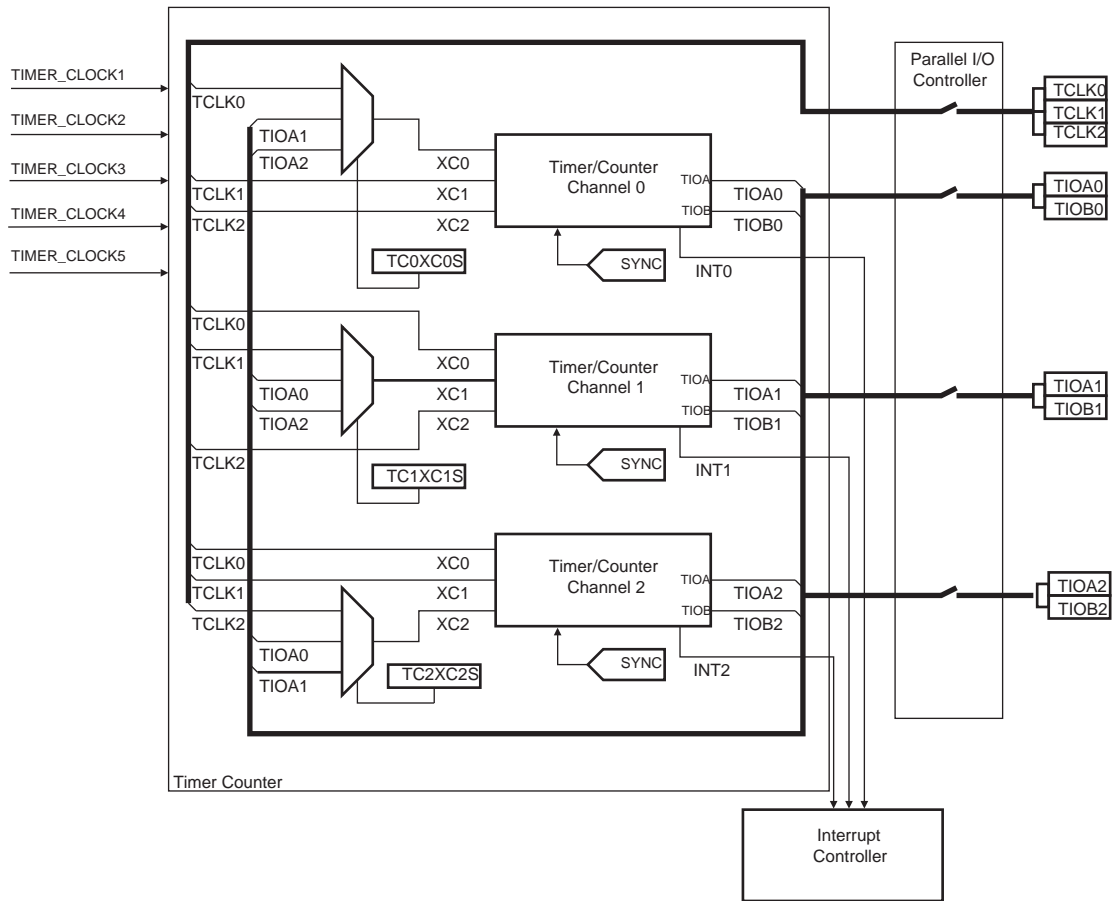 Parallel I/O
Controller
TIMER_CLOCK1
TIMER_CLOCK2
TIMER_CLOCK3
TIMER_CLOCK4
TIMER_CLOCK5
TCLK0
TIOA1
TIOA2
TCLK1
TCLK2
XC0
XC1
XC2
Timer/Counter
Channel 0
TIOA
TIOB
TIOA0
TIOB0
TC0XC0S
SYNC
INT0
TCLK0
TCLK1
TCLK2
TIOA0
TIOB0
TCLK0
TCLK1
TIOA0
TIOA2
TCLK2
XC0
XC1
XC2
Timer/Counter
Channel 1
TIOA
TIOB
TIOA1
TIOB1
TC1XC1S
SYNC
INT1
TIOA1
TIOB1
TCLK0
TCLK1
TCLK2
TIOA0
TIOA1
XC0
XC1
XC2
Timer/Counter
Channel 2
TIOA
TIOB
TIOA2
TIOB2
TC2XC2S
SYNC
INT2
TIOA2
TIOB2
Timer Counter
Interrupt
Controller